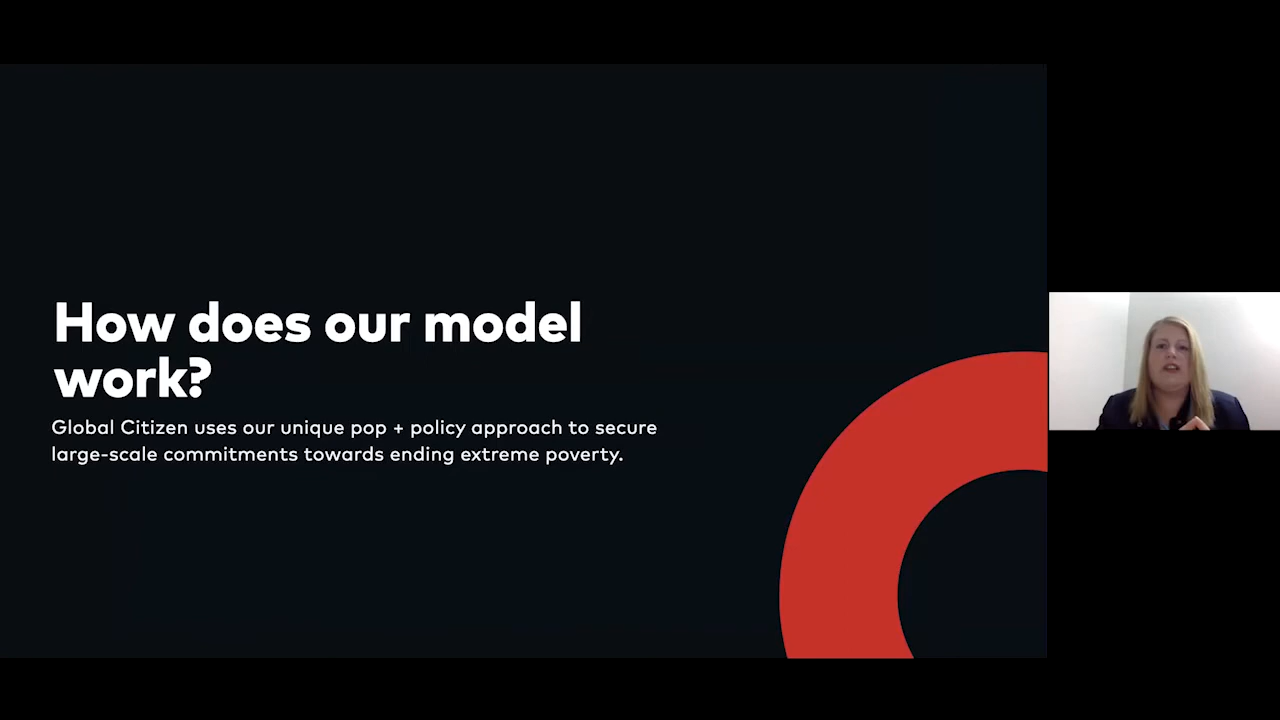 How does our model
work?
Global Citizen uses our unique pop + policy approach to secure
large-scale commitments towards ending extreme poverty.